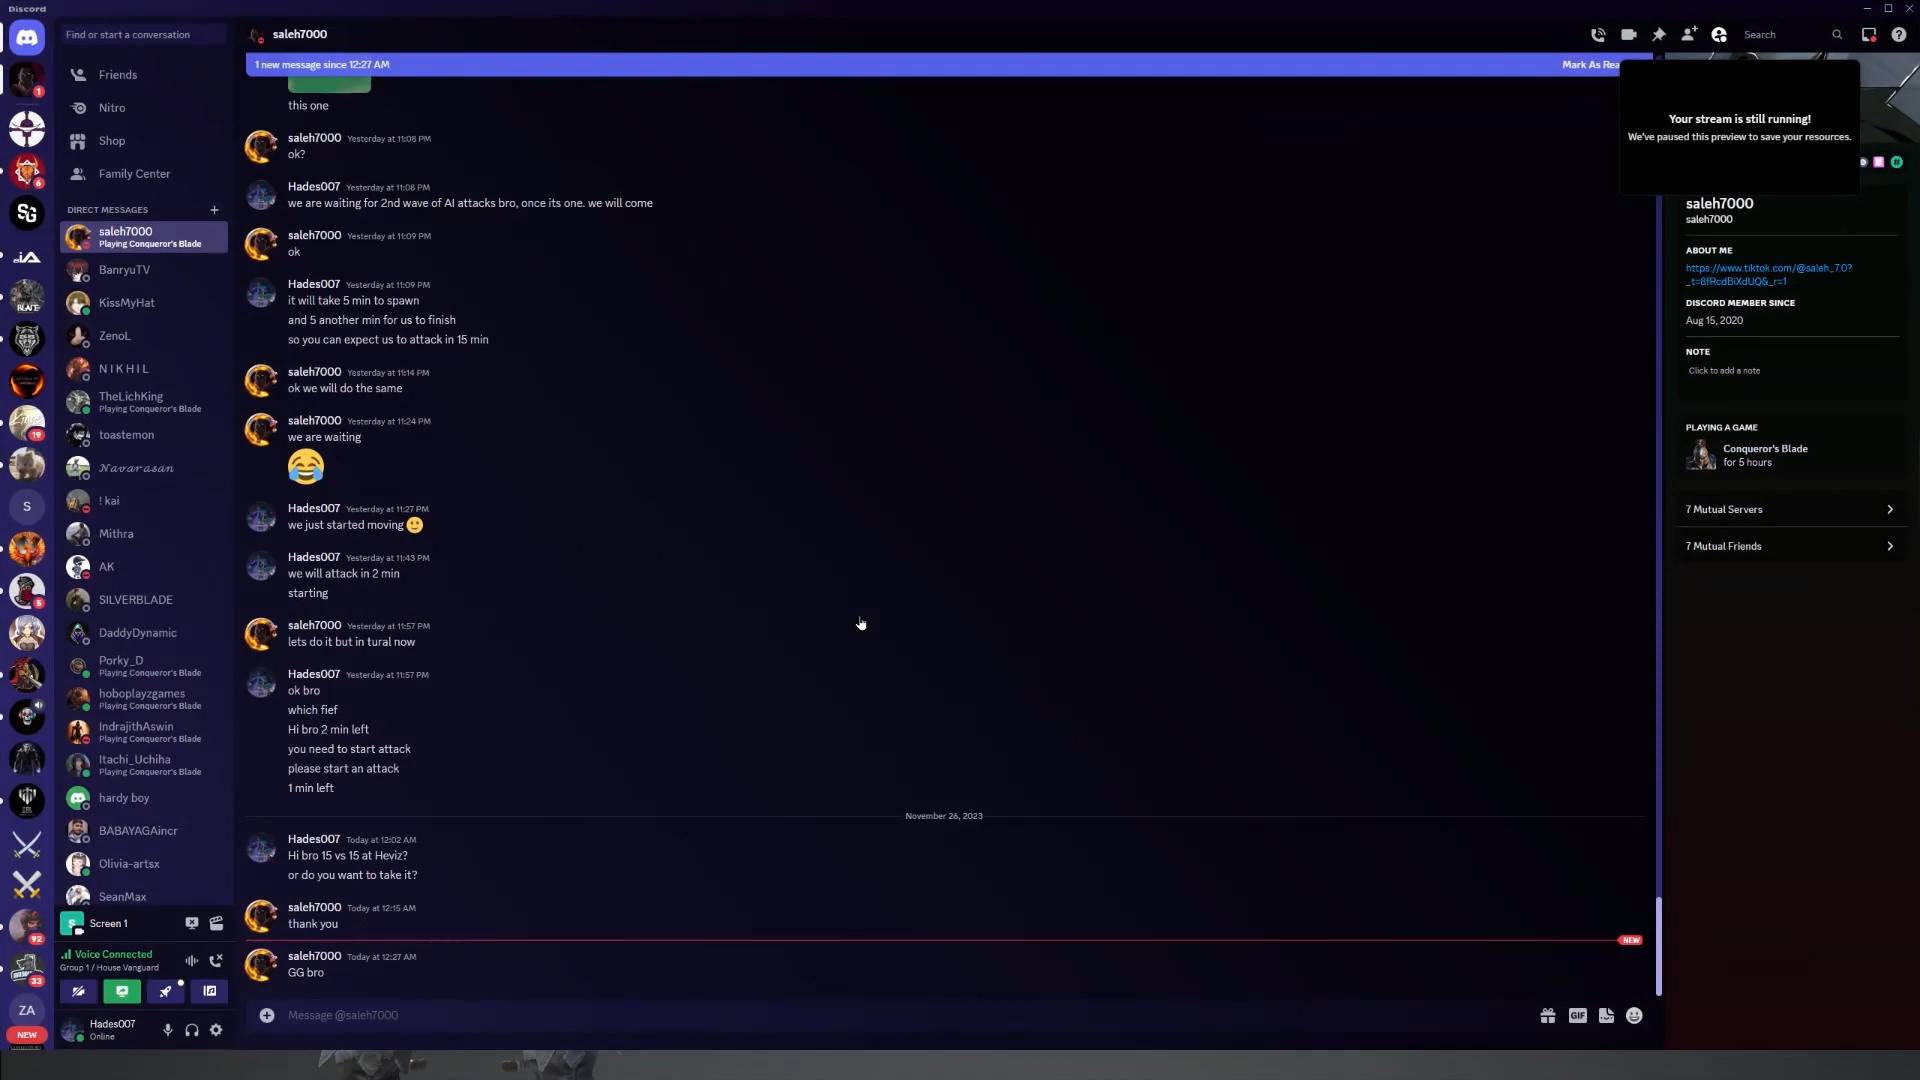 Discord
Find or start a conversation
Friends
Nitro
Shop
Family Center
DIRECT MESSAGES
saleh7000
Playing Conqueror's Blade
BanryuTV
KissMyHat
ZenoL
N I K H I L
TheLichKing
Playing Conqueror's Blade
toastemon
𝓝𝓪𝓿𝓪𝓻𝓪𝓼𝓪𝓷
! kai
Mithra
AK
SILVERBLADE
DaddyDynamic
Porky_D
Playing Conqueror's Blade
hoboplayzgames
Playing Conqueror's Blade
IndrajithAswin
Playing Conqueror's Blade
Itachi_Uchiha
Playing Conqueror's Blade
hardy boy
BABAYAGAincr
Olivia-artsx
SeanMax
Screen 1
Voice Connected
Group 1 / House Vanguard
Hades007
Online
1
6
SG
iA
BLADE
19
S
5
92
33
ZA
NEW
saleh7000
Search
1 new message since 12:27 AM
Mark As Rea
this one
saleh7000 Yesterday at 11:08 PM
ok?
Hades007 Yesterday at 11:08 PM
we are waiting for 2nd wave of AI attacks bro, once its one. we will come
saleh7000 Yesterday at 11:09 PM
ok
Hades007 Yesterday at 11:09 PM
it will take 5 min to spawn
and 5 another min for us to finish
so you can expect us to attack in 15 min
saleh7000 Yesterday at 11:14 PM
ok we will do the same
saleh7000 Yesterday at 11:24 PM
we are waiting
😂
Hades007 Yesterday at 11:27 PM
we just started moving 🙂
Hades007 Yesterday at 11:43 PM
we will attack in 2 min
starting
saleh7000 Yesterday at 11:57 PM
lets do it but in tural now
Hades007 Yesterday at 11:57 PM
ok bro
which fief
Hi bro 2 min left
you need to start attack
please start an attack
1 min left
November 26, 2023
Hades007 Today at 12:02 AM
Hi bro 15 vs 15 at Heviz?
or do you want to take it?
saleh7000 Today at 12:15 AM
thank you
NEW
saleh7000 Today at 12:27 AM
GG bro
Message @saleh7000
GIF
Your stream is still running!
We've paused this preview to save your resources.
saleh7000
saleh7000
ABOUT ME
https://www.tiktok.com/@saleh_7.0?
_t=8fRcdBiXdUQ&_r=1
DISCORD MEMBER SINCE
Aug 15, 2020
NOTE
Click to add a note
PLAYING A GAME
Conqueror's Blade
for 5 hours
7 Mutual Servers
7 Mutual Friends